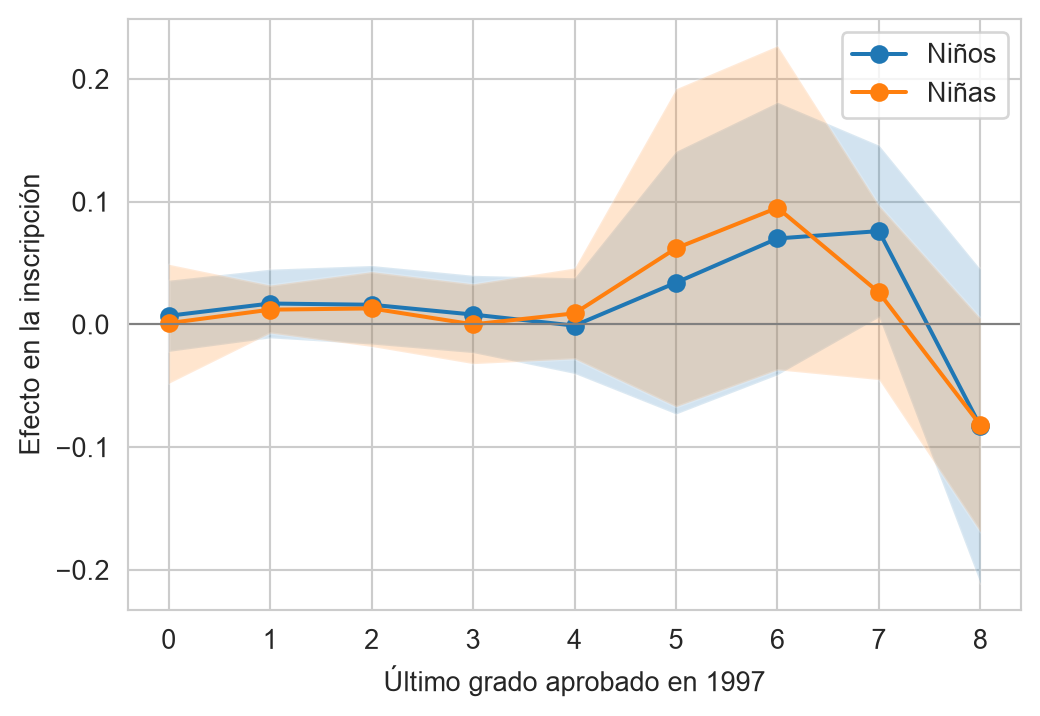 Niños
Niñas
Efecto en la inscripción
0.2
0.1
0.0
−0.1
−0.2
0 1 2 3 4 5 6 7 8
Último grado aprobado en 1997